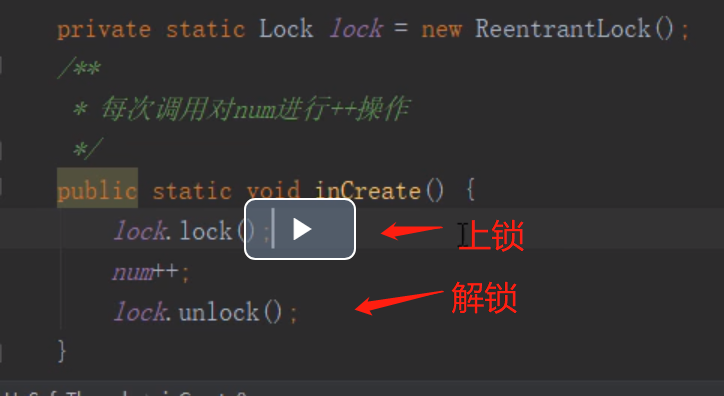 private static Lock lock = new ReentrantLock();
/**
* 每次调用对num进行++操作
*/
public static void inCreate() {
lock.lock(); 上锁
num++;
lock.unlock(); 解锁
}